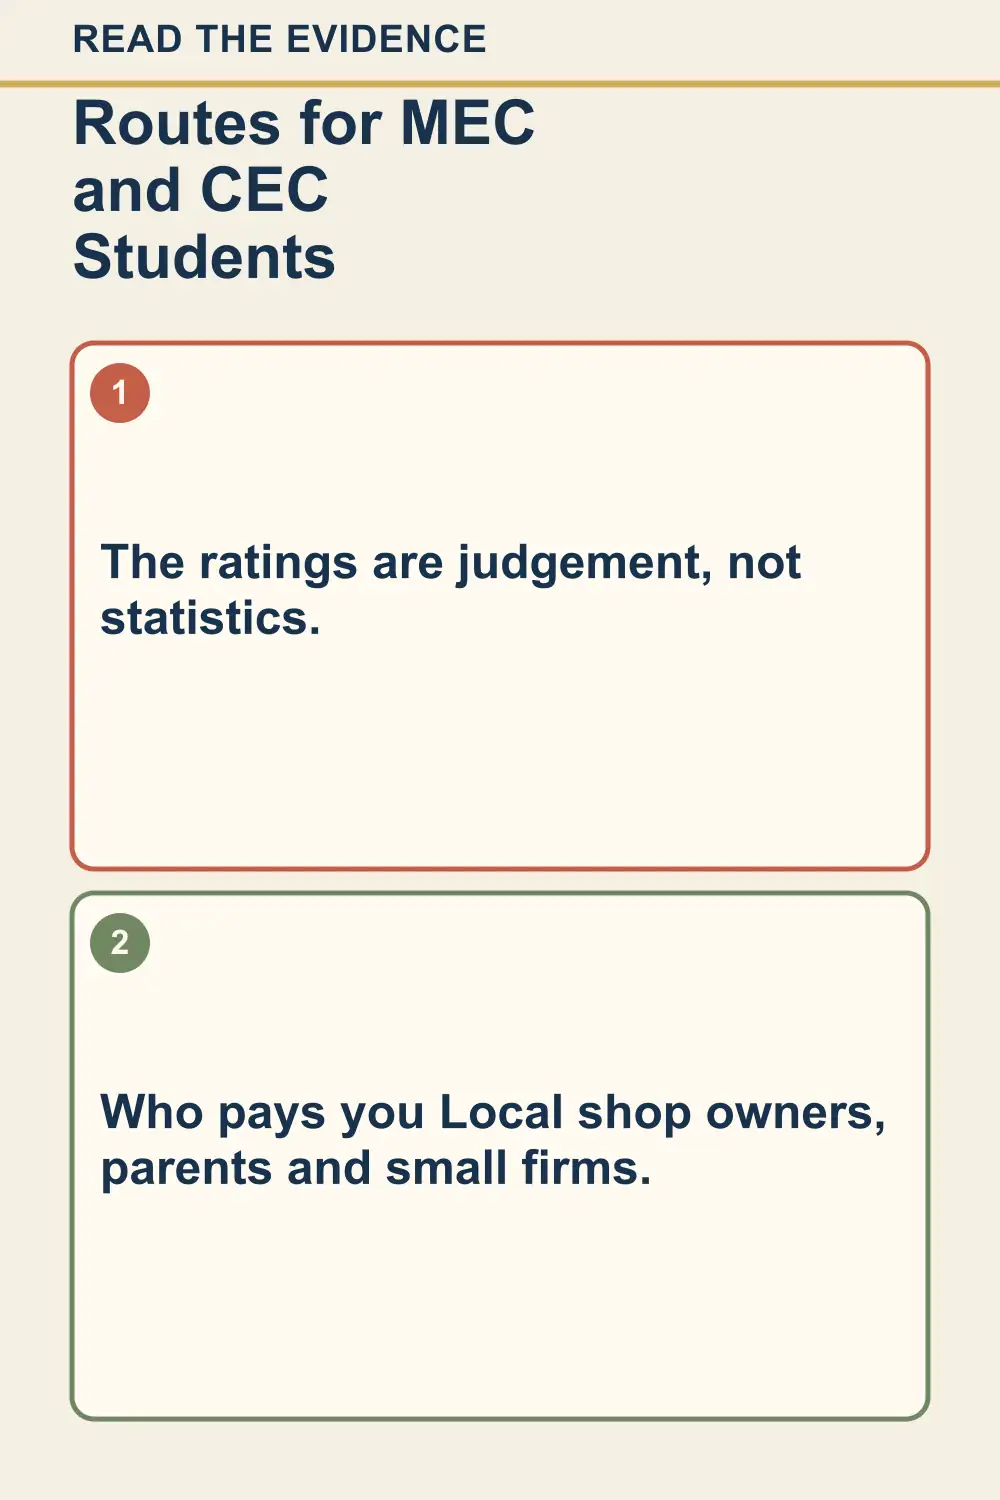 READ THE EVIDENCE
Routes for MEC
and CEC
Students
1
The ratings are judgement, not
statistics.
2
Who pays you Local shop owners,
parents and small firms.